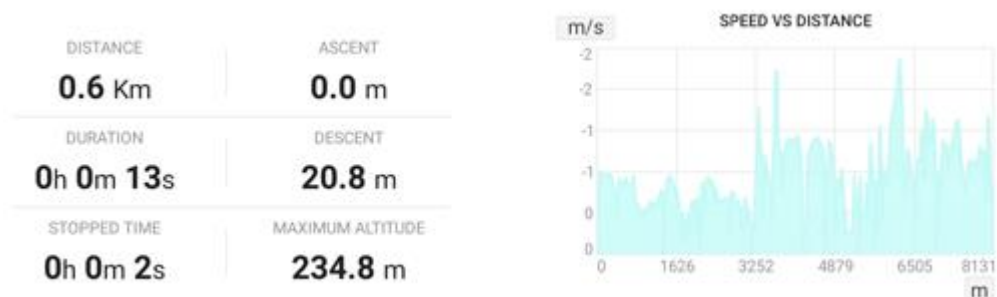 DISTANCE
0.6 Km
ASCENT
0.0 m
DURATION
0h 0m 13s
DESCENT
20.8 m
STOPPED TIME
0h 0m 2s
MAXIMUM ALTITUDE
234.8 m
SPEED VS DISTANCE
m/s
-2
-2
-1
-1
0
0
0 1626 3252 4879 6505 8131
m